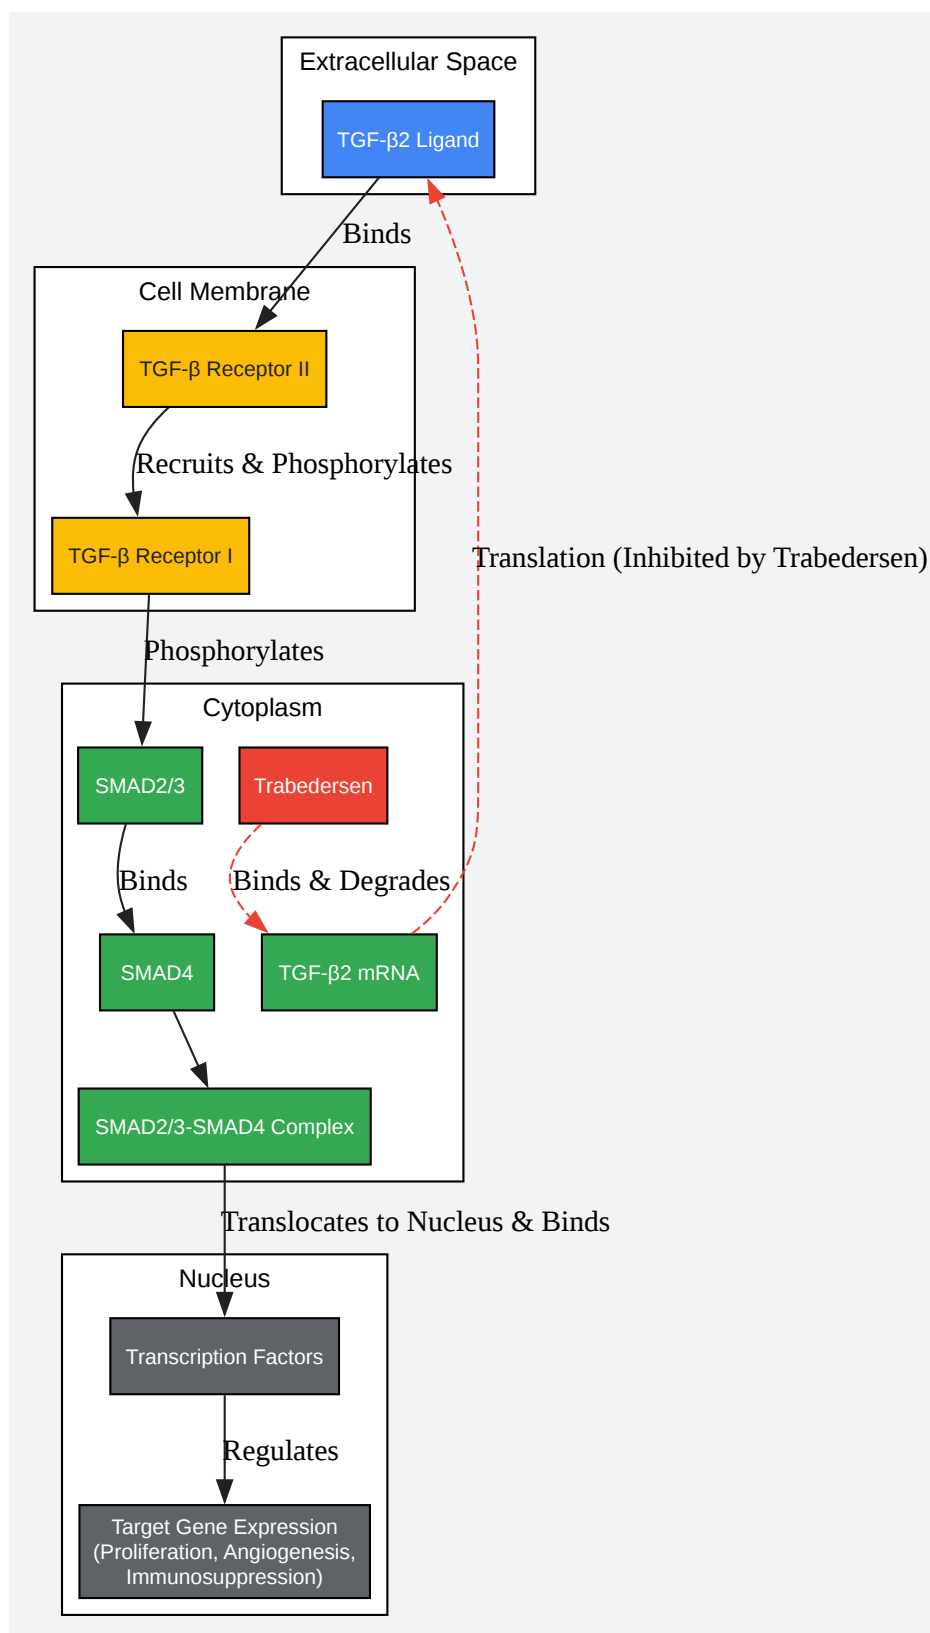 Extracellular Space
TGF-β2 Ligand
Binds
Cell Membrane
TGF-β Receptor II
Recruits & Phosphorylates
TGF-β Receptor I
Translation (Inhibited by Trabedersen)
Phosphorylates
Cytoplasm
SMAD2/3
Trabedersen
Binds
Binds & Degrades
SMAD4
TGF-β2 mRNA
SMAD2/3-SMAD4 Complex
Translocates to Nucleus & Binds
Nucleus
Transcription Factors
Regulates
Target Gene Expression
(Proliferation, Angiogenesis,
Immunosuppression)